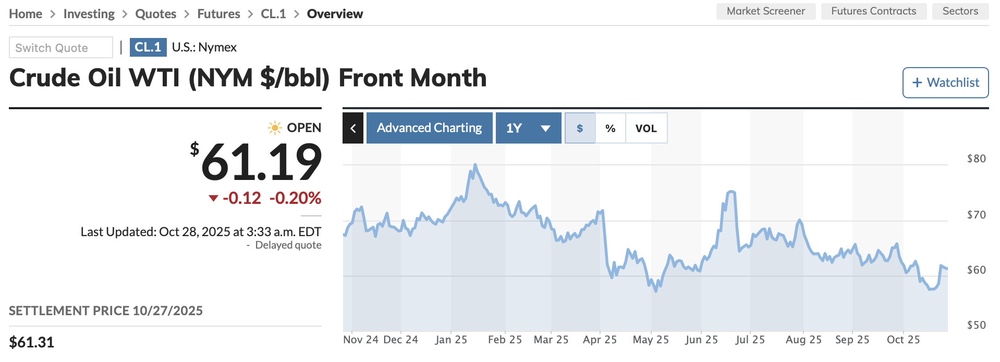 Home > Investing > Quotes > Futures > CL.1 > Overview
Market Screener Futures Contracts Sectors
Switch Quote | CL.1 U.S.: Nymex
Crude Oil WTI (NYM $/bbl) Front Month
+ Watchlist
OPEN
$61.19
-0.12 -0.20%
Last Updated: Oct 28, 2025 at 3:33 a.m. EDT
- Delayed quote
SETTLEMENT PRICE 10/27/2025
$61.31
Advanced Charting 1Y $ % VOL
$80
$70
$60
$50
Nov 24 Dec 24 Jan 25 Feb 25 Mar 25 Apr 25 May 25 Jun 25 Jul 25 Aug 25 Sep 25 Oct 25